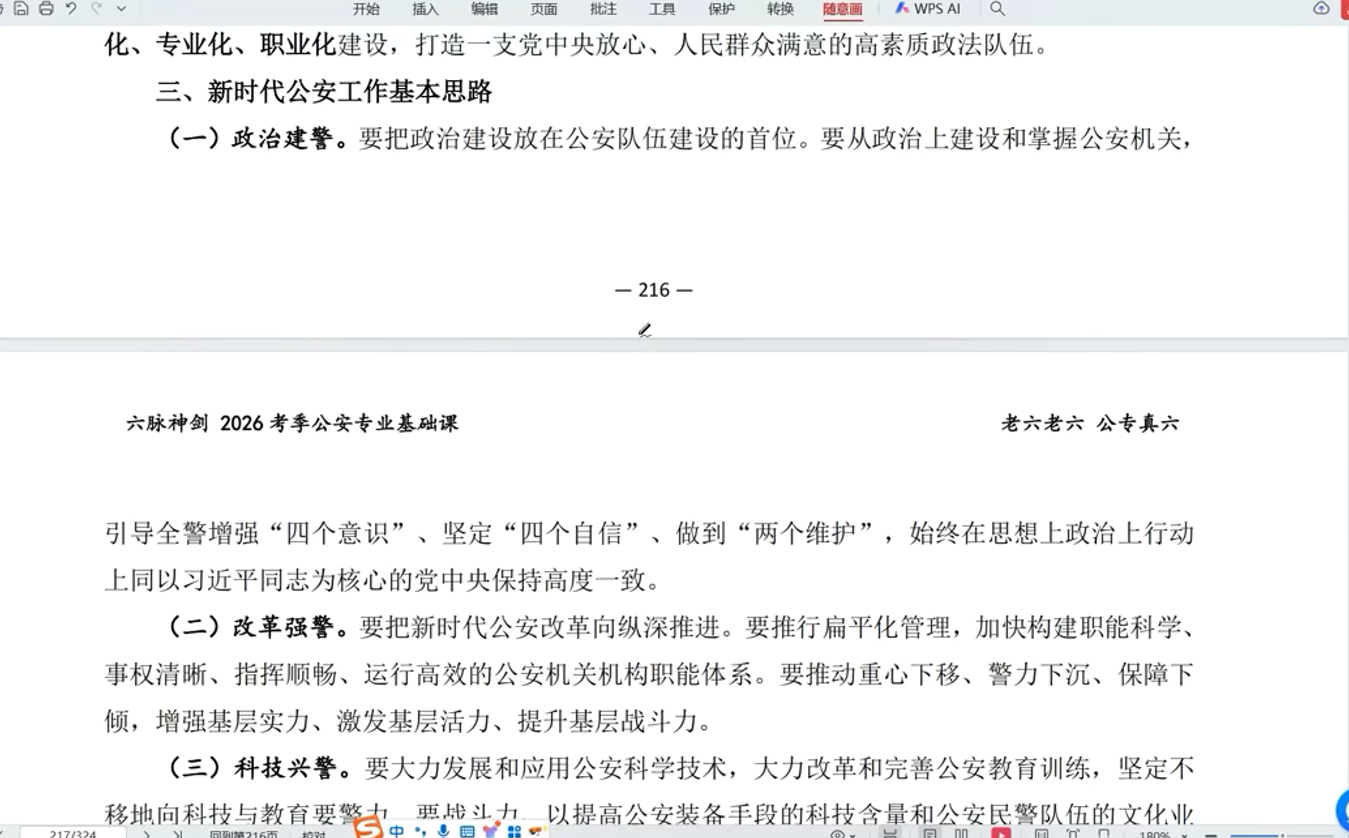 开始 插入 编辑 页面 批注 工具 保护 转换 随意画 WPS AI
化、专业化、职业化建设，打造一支党中央放心、人民群众满意的高素质政法队伍。
三、新时代公安工作基本思路
（一）政治建警。要把政治建设放在公安队伍建设的首位。要从政治上建设和掌握公安机关，
— 216 —
六脉神剑 2026 考季公安专业基础课 老六老六 公专真六
引导全警增强“四个意识”、坚定“四个自信”、做到“两个维护”，始终在思想上政治上行动
上同以习近平同志为核心的党中央保持高度一致。
（二）改革强警。要把新时代公安改革向纵深推进。要推行扁平化管理，加快构建职能科学、
事权清晰、指挥顺畅、运行高效的公安机关机构职能体系。要推动重心下移、警力下沉、保障下
倾，增强基层实力、激发基层活力、提升基层战斗力。
（三）科技兴警。要大力发展和应用公安科学技术，大力改革和完善公安教育训练，坚定不
移地向科技与教育要警力、要战斗力，以提高公安装备手段的科技含量和公安民警队伍的文化业
217/324 回到第216页 校对 中 180%